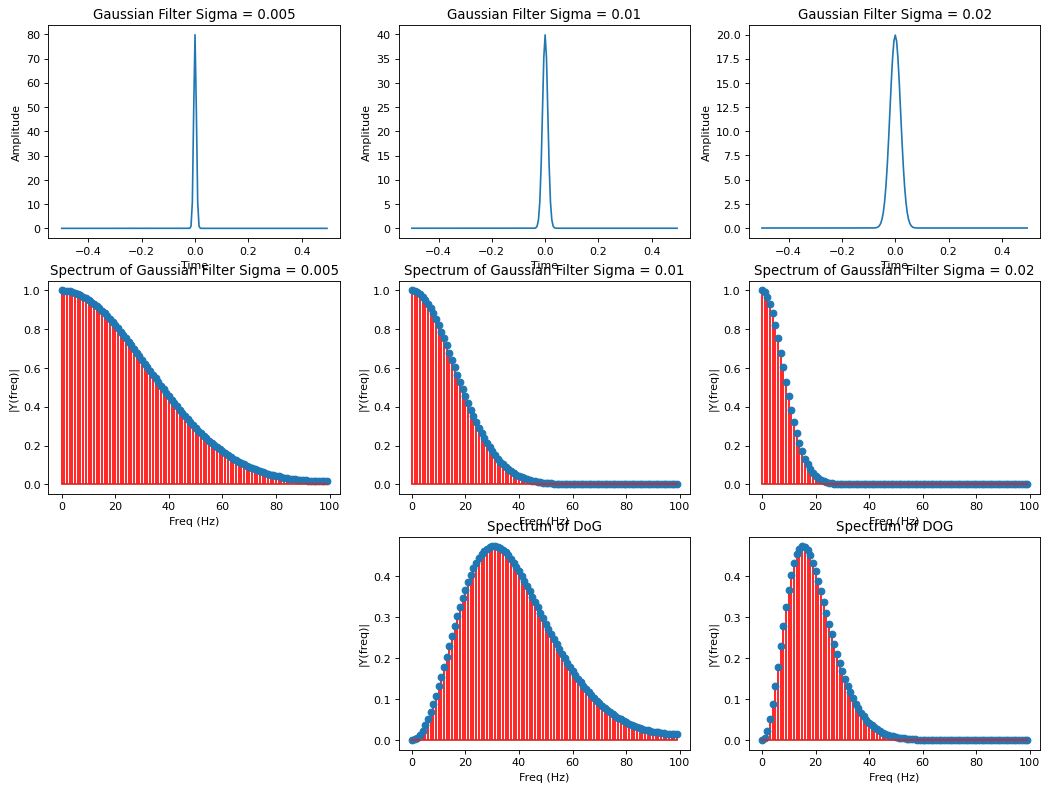 Gaussian Filter Sigma = 0.005
80
70
60
50
40
30
20
10
0
Amplitude
−0.4 −0.2 0.0 0.2 0.4
Time
Gaussian Filter Sigma = 0.01
40
35
30
25
20
15
10
5
0
Amplitude
−0.4 −0.2 0.0 0.2 0.4
Time
Gaussian Filter Sigma = 0.02
20.0
17.5
15.0
12.5
10.0
7.5
5.0
2.5
0.0
Amplitude
−0.4 −0.2 0.0 0.2 0.4
Time
Spectrum of Gaussian Filter Sigma = 0.005
1.0
0.8
0.6
0.4
0.2
0.0
|Y(freq)|
0 20 40 60 80 100
Freq (Hz)
Spectrum of Gaussian Filter Sigma = 0.01
1.0
0.8
0.6
0.4
0.2
0.0
|Y(freq)|
0 20 40 60 80 100
Freq (Hz)
Spectrum of Gaussian Filter Sigma = 0.02
1.0
0.8
0.6
0.4
0.2
0.0
|Y(freq)|
0 20 40 60 80 100
Freq (Hz)
Spectrum of DoG
0.4
0.3
0.2
0.1
0.0
|Y(freq)|
0 20 40 60 80 100
Freq (Hz)
Spectrum of DOG
0.4
0.3
0.2
0.1
0.0
|Y(freq)|
0 20 40 60 80 100
Freq (Hz)